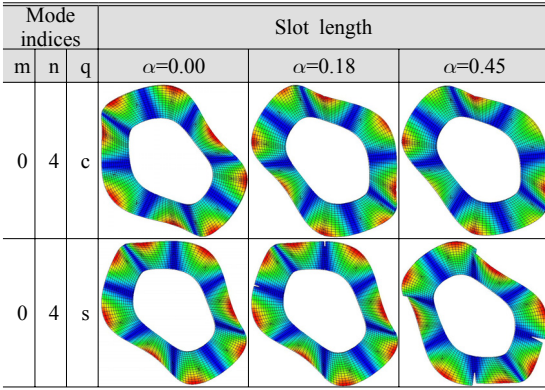 Mode indices Slot length
m n q α=0.00 α=0.18 α=0.45
0 4 c
0 4 s